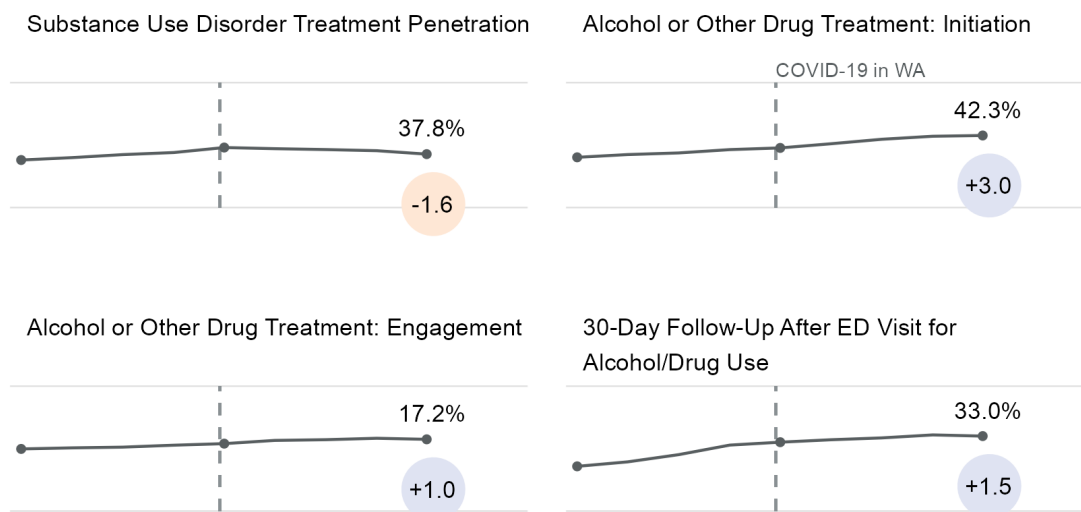 Substance Use Disorder Treatment Penetration
Alcohol or Other Drug Treatment: Initiation
COVID-19 in WA
37.8%
-1.6
42.3%
+3.0
Alcohol or Other Drug Treatment: Engagement
30-Day Follow-Up After ED Visit for
Alcohol/Drug Use
17.2%
+1.0
33.0%
+1.5